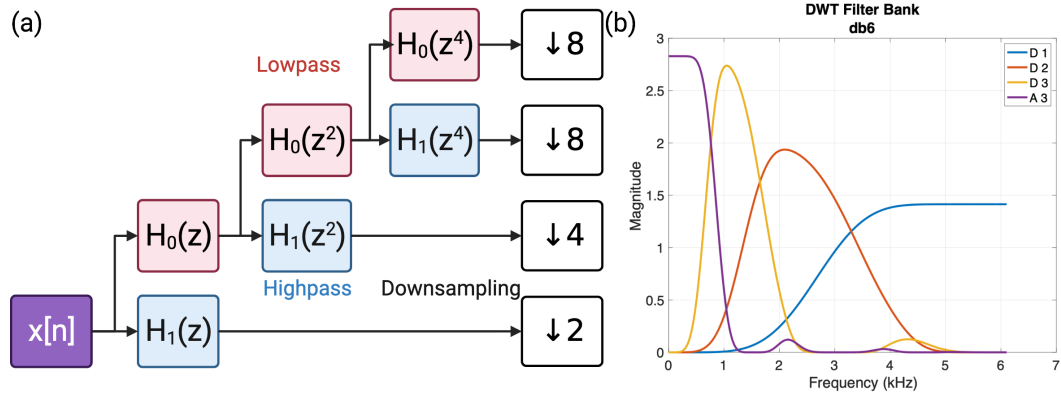 (a)
H₀(z⁴)
↓8
Lowpass
H₀(z²)
H₁(z⁴)
↓8
H₀(z)
H₁(z²)
↓4
Highpass
Downsampling
x[n]
H₁(z)
↓2
(b)
DWT Filter Bank
db6
D 1
D 2
D 3
A 3
Magnitude
3
2.5
2
1.5
1
0.5
0
0 1 2 3 4 5 6 7
Frequency (kHz)